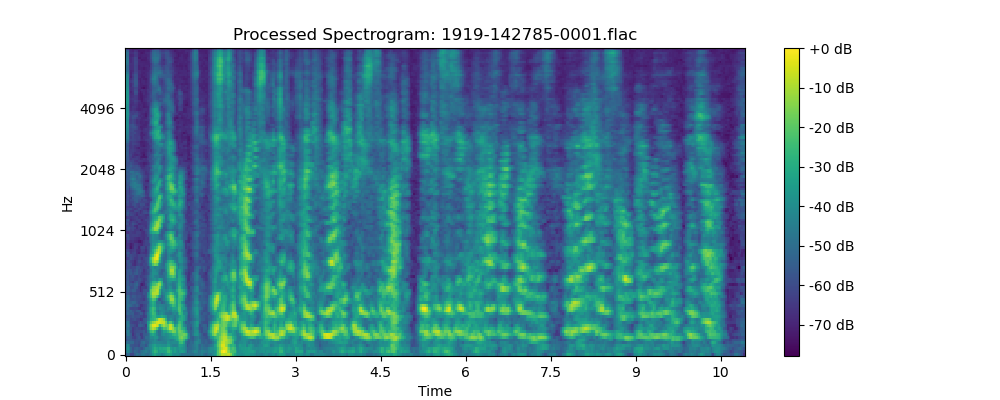 Processed Spectrogram: 1919-142785-0001.flac
Hz
4096
2048
1024
512
0
0 1.5 3 4.5 6 7.5 9 10
Time
+0 dB
-10 dB
-20 dB
-30 dB
-40 dB
-50 dB
-60 dB
-70 dB